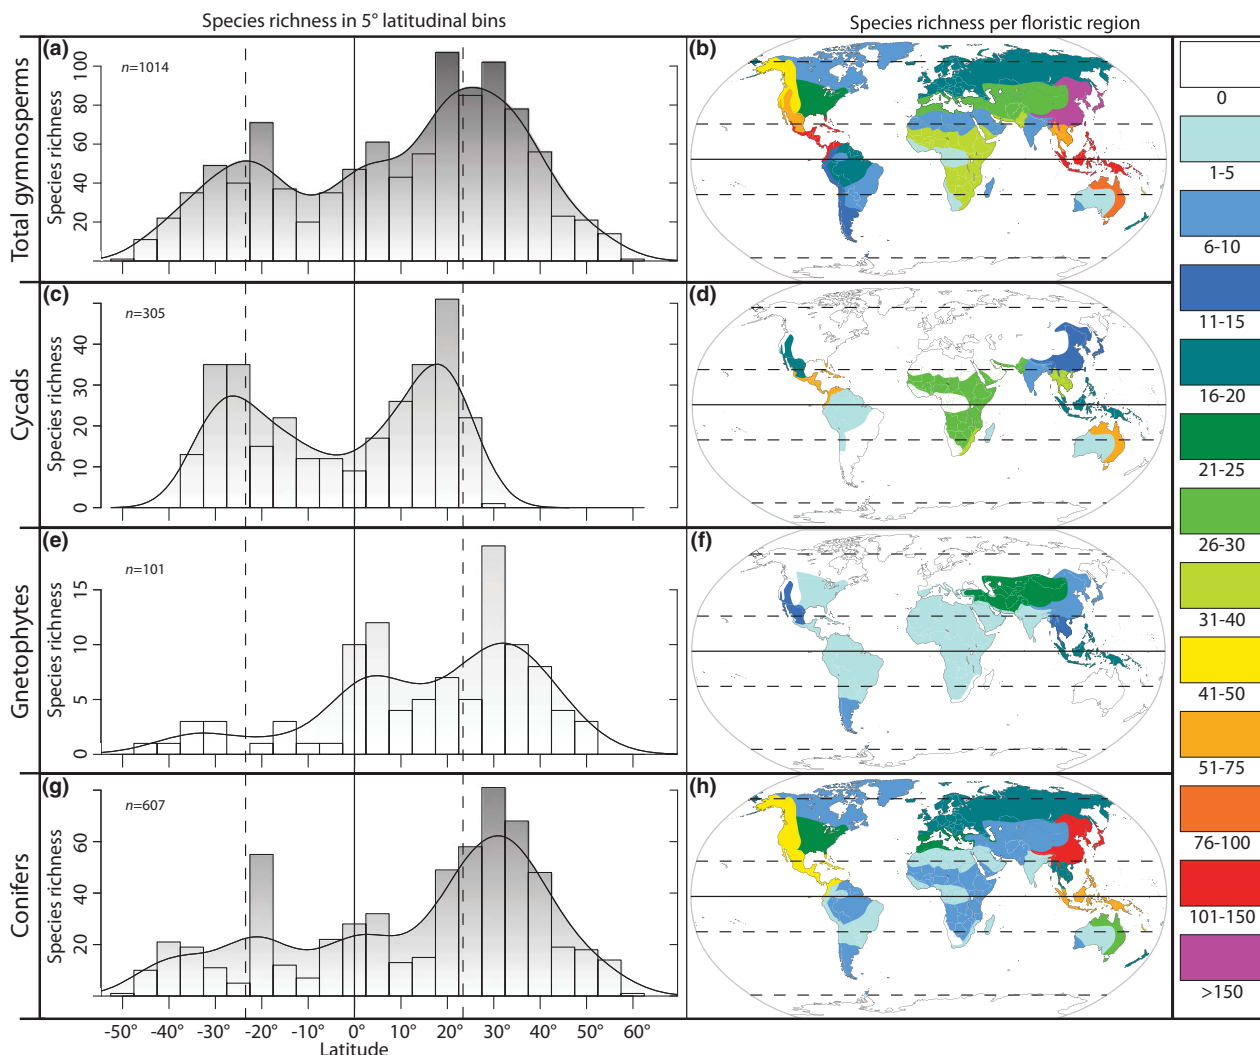 Species richness in 5° latitudinal bins
Species richness per floristic region
Total gymnosperms
(a)
n=1014
Species richness
100
80
60
40
20
(b)
Cycads
(c)
n=305
Species richness
40
30
20
10
0
(d)
Gnetophytes
(e)
n=101
Species richness
15
10
5
0
(f)
Conifers
(g)
n=607
Species richness
60
40
20
(h)
-50° -40° -30° -20° -10° 0° 10° 20° 30° 40° 50° 60°
Latitude
0
1-5
6-10
11-15
16-20
21-25
26-30
31-40
41-50
51-75
76-100
101-150
>150